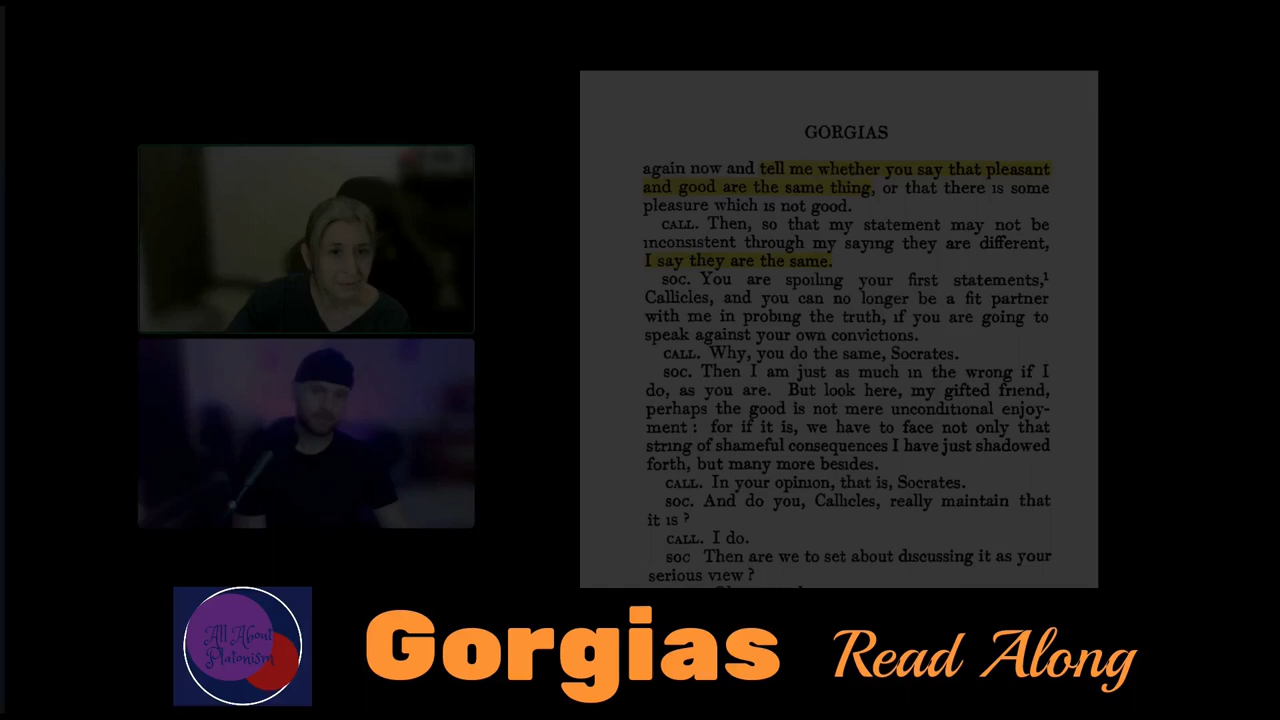 GORGIAS
again now and tell me whether you say that pleasant
and good are the same thing, or that there is some
pleasure which is not good.
CALL. Then, so that my statement may not be
inconsistent through my saying they are different,
I say they are the same.
SOC. You are spoiling your first statements,¹
Callicles, and you can no longer be a fit partner
with me in probing the truth, if you are going to
speak against your own convictions.
CALL. Why, you do the same, Socrates.
SOC. Then I am just as much in the wrong if I
do, as you are. But look here, my gifted friend,
perhaps the good is not mere unconditional enjoy-
ment : for if it is, we have to face not only that
string of shameful consequences I have just shadowed
forth, but many more besides.
CALL. In your opinion, that is, Socrates.
SOC. And do you, Callicles, really maintain that
it is ?
CALL. I do.
SOC Then are we to set about discussing it as your
serious view ?
All About
Platonism
Gorgias Read Along